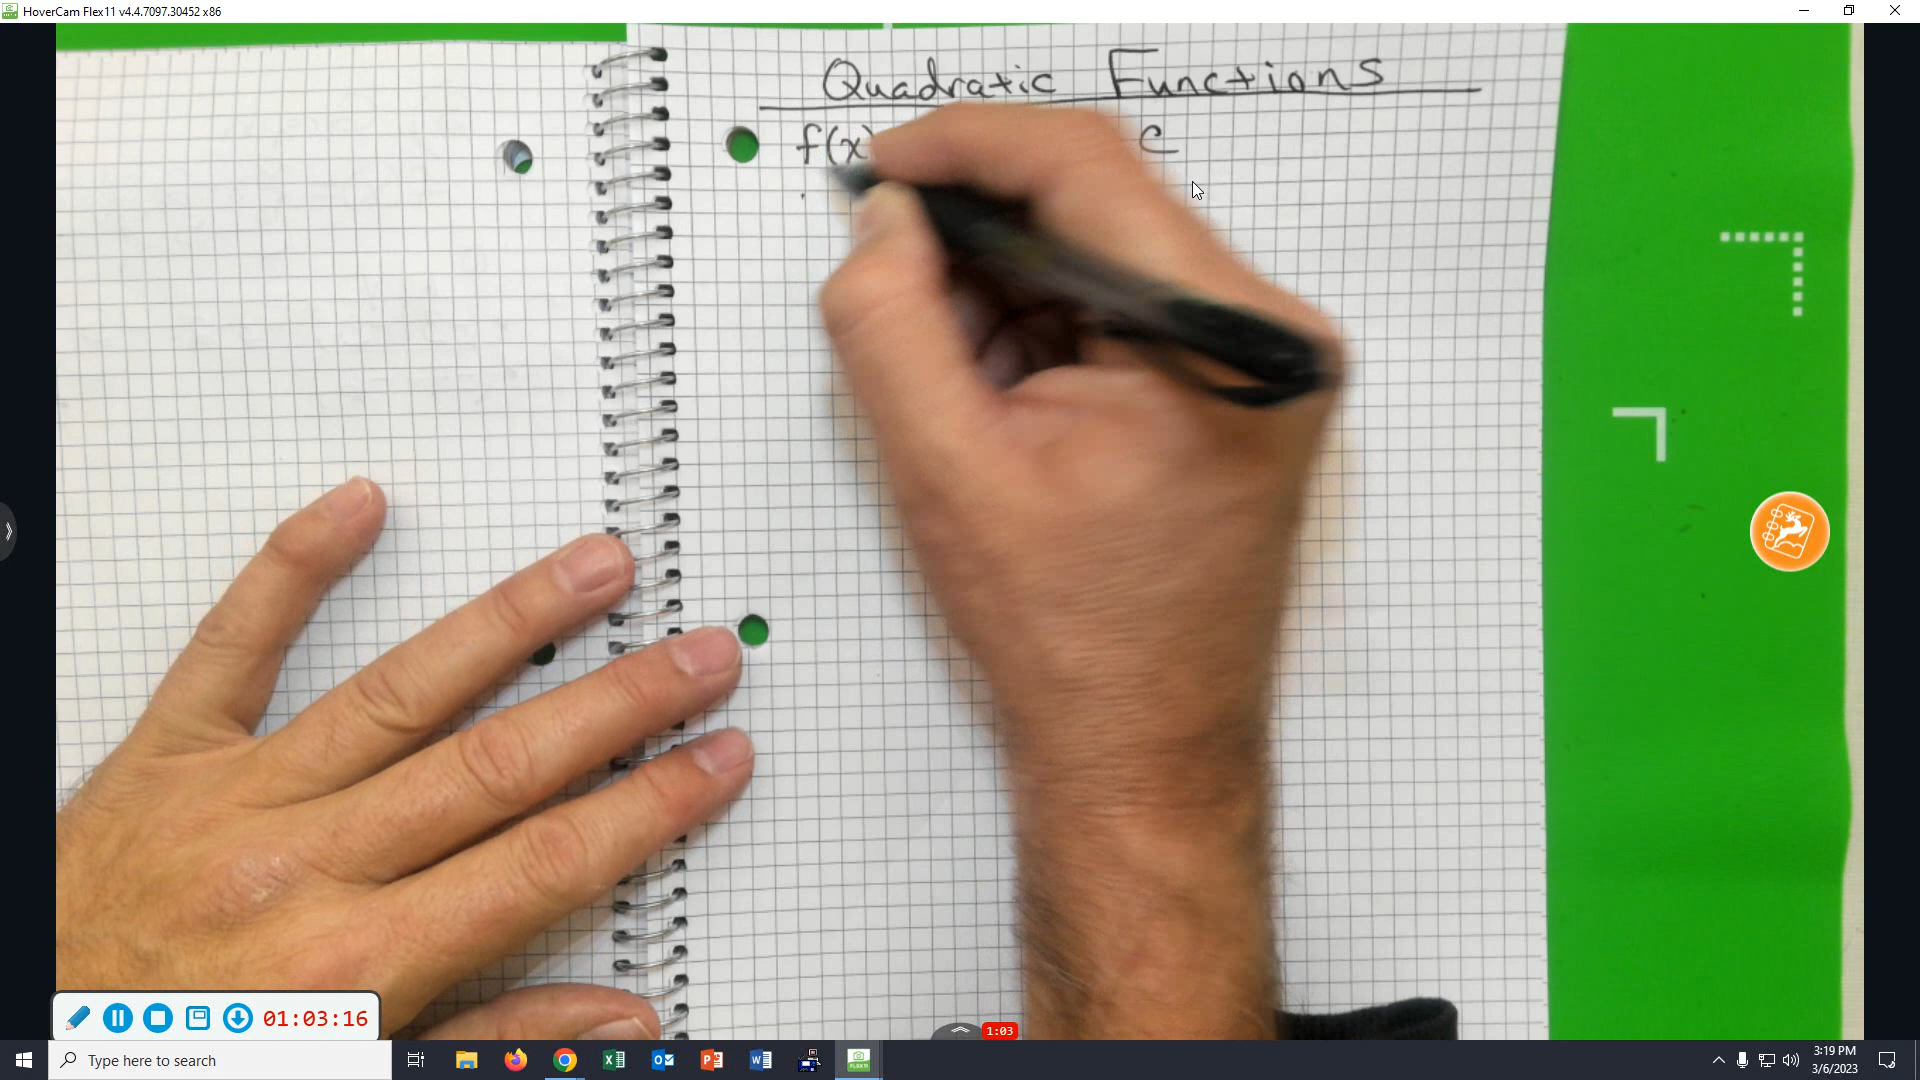 HoverCam Flex11 v4.4.7097.30452 x86
Quadratic Functions
f(x) c
01:03:16
1:03
Type here to search
3:19 PM
3/6/2023